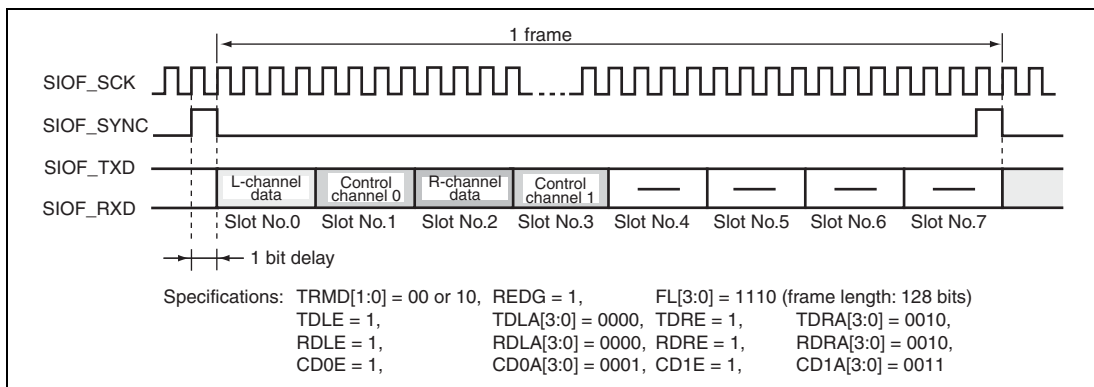 1 frame
SIOF_SCK
SIOF_SYNC
SIOF_TXD
SIOF_RXD
L-channel data
Control channel 0
R-channel data
Control channel 1
Slot No.0 Slot No.1 Slot No.2 Slot No.3 Slot No.4 Slot No.5 Slot No.6 Slot No.7
1 bit delay
Specifications: TRMD[1:0] = 00 or 10, REDG = 1, FL[3:0] = 1110 (frame length: 128 bits)
TDLE = 1, TDLA[3:0] = 0000, TDRE = 1, TDRA[3:0] = 0010,
RDLE = 1, RDLA[3:0] = 0000, RDRE = 1, RDRA[3:0] = 0010,
CD0E = 1, CD0A[3:0] = 0001, CD1E = 1, CD1A[3:0] = 0011